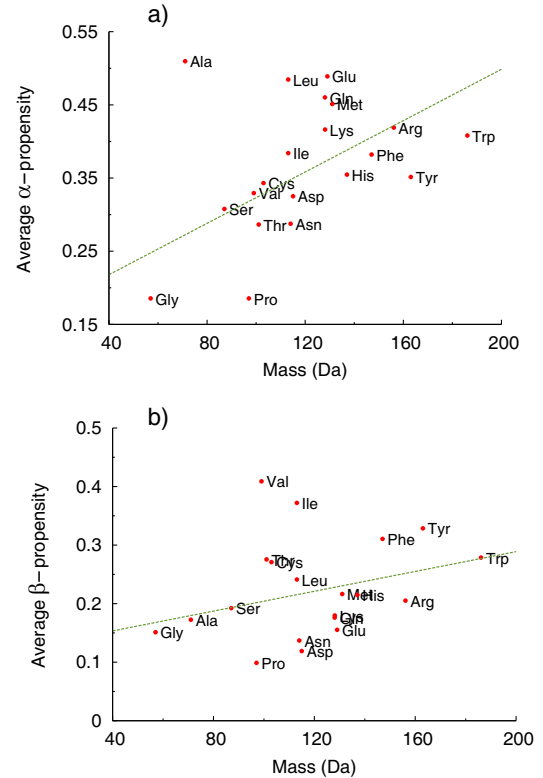 a)
0.55
0.45
0.35
0.25
0.15
Average α−propensity
Ala
Leu
Glu
Gln
Met
Lys
Arg
Trp
Ile
Phe
His
Tyr
Cys
Val
Asp
Ser
Thr
Asn
Gly
Pro
40
80
120
160
200
Mass (Da)
b)
0.5
0.4
0.3
0.2
0.1
0
Average β−propensity
Val
Ile
Tyr
Phe
Thr
Cys
Trp
Leu
Met
His
Arg
Ser
Ala
Lys
Gln
Glu
Gly
Asn
Asp
Pro
40
80
120
160
200
Mass (Da)